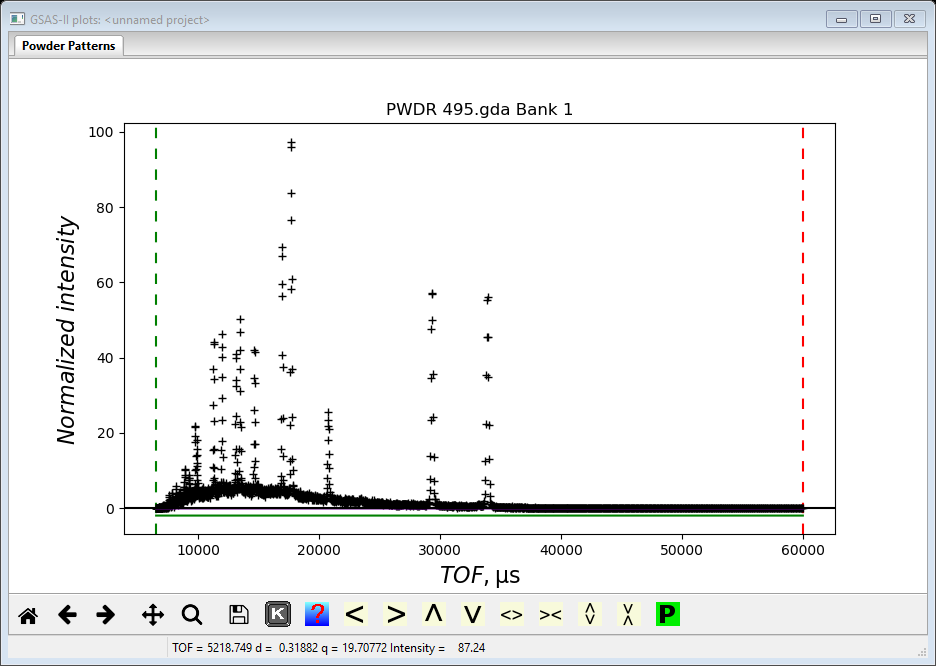 GSAS-II plots: <unnamed project>
Powder Patterns
PWDR 495.gda Bank 1
Normalized intensity
100
80
60
40
20
0
10000 20000 30000 40000 50000 60000
TOF, μs
K ? < > Λ V <> >< P
TOF = 5218.749 d = 0.31882 q = 19.70772 Intensity = 87.24